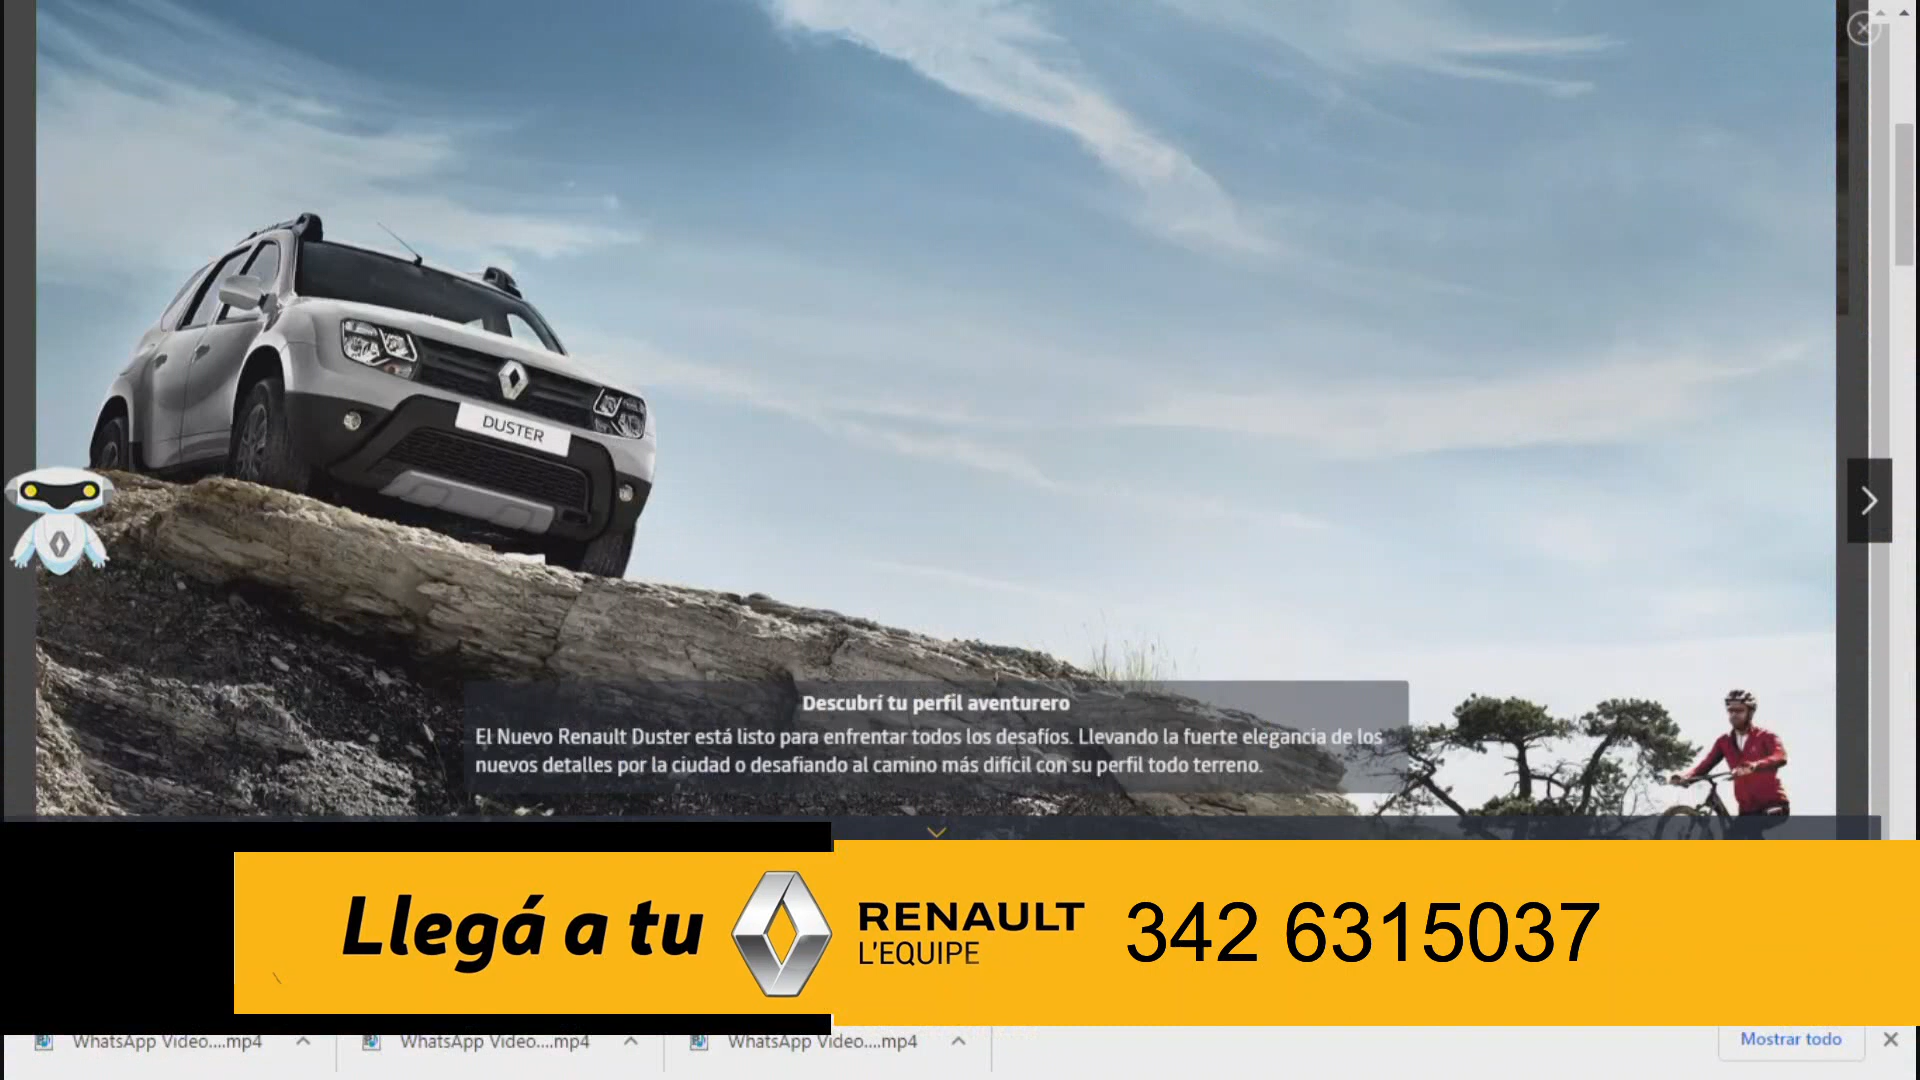 DUSTER
Descubrí tu perfil aventurero
El Nuevo Renault Duster está listo para enfrentar todos los desafíos. Llevando la fuerte elegancia de los
nuevos detalles por la ciudad o desafiando al camino más difícil con su perfil todo terreno.
Llegá a tu RENAULT 342 6315037
L'EQUIPE
WhatsApp Video....mp4 WhatsApp Video....mp4 WhatsApp Video....mp4 Mostrar todo